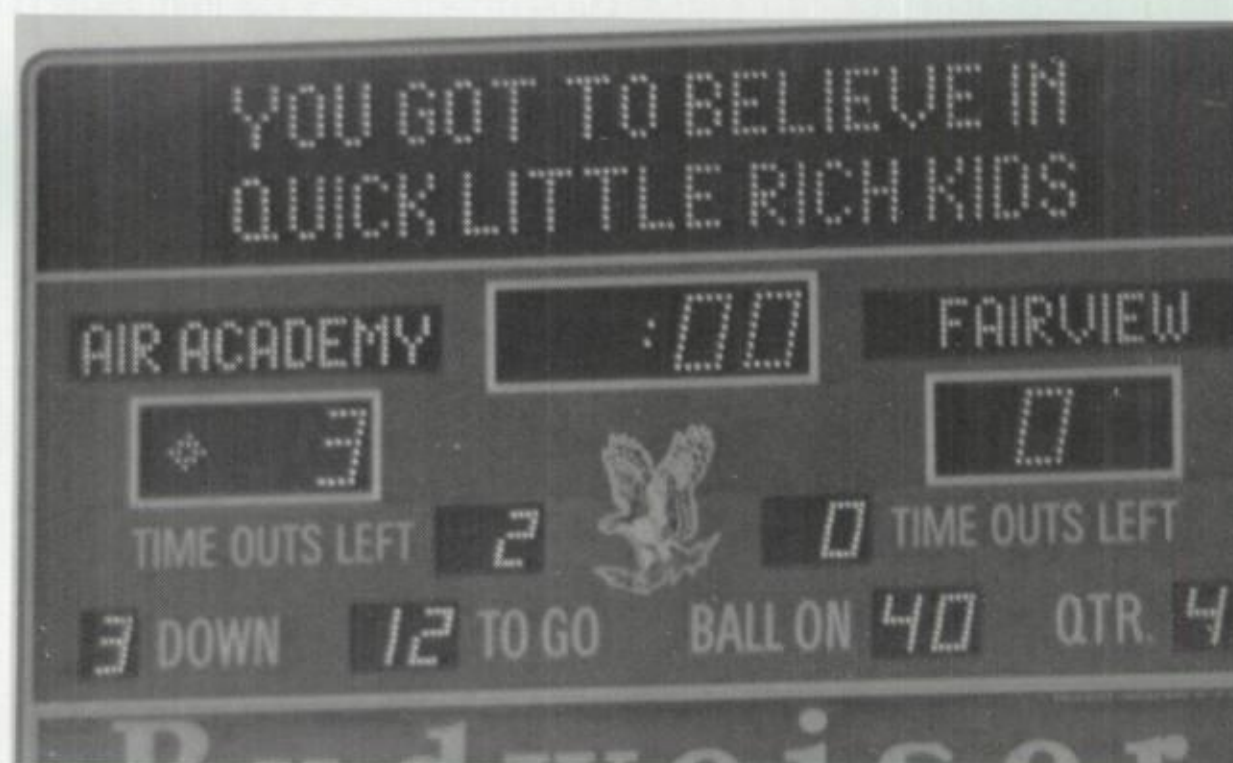 YOU GOT TO BELIEVE IN
QUICK LITTLE RICH KIDS
AIR ACADEMY :00 FAIRVIEW
3 0
TIME OUTS LEFT 2 0 TIME OUTS LEFT
3 DOWN 12 TO GO BALL ON 40 QTR. 4
Budweiser